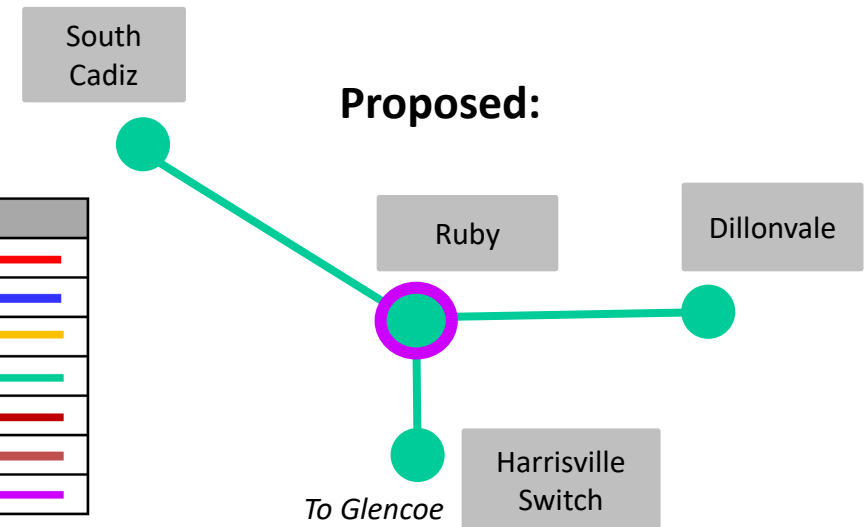 South
Cadiz
Proposed:
Ruby
Dillonvale
Harrisville
Switch
To Glencoe